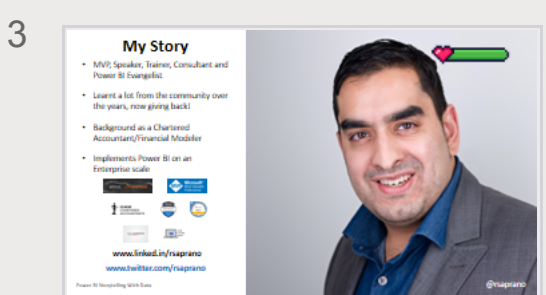 3
My Story
• MVP, Speaker, Trainer, Consultant and
Power BI Evangelist
• Learnt a lot from the community over
the years, now giving back!
• Background as a Chartered
Accountant/Financial Modeler
• Implements Power BI on an
Enterprise scale
Microsoft
www.linked.in/rsaprano
www.twitter.com/rsaprano
Power BI Storytelling With Data
@rsaprano